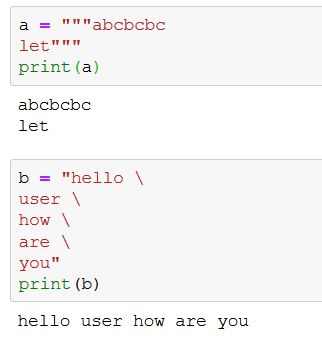 a = """abcbcbc
let"""
print(a)
abcbcbc
let
b = "hello \
user \
how \
are \
you"
print(b)
hello user how are you